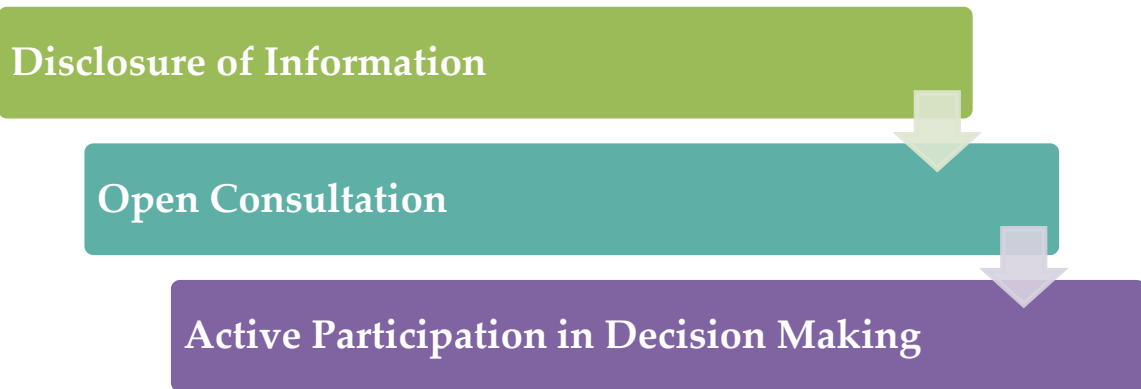 Disclosure of Information
Open Consultation
Active Participation in Decision Making